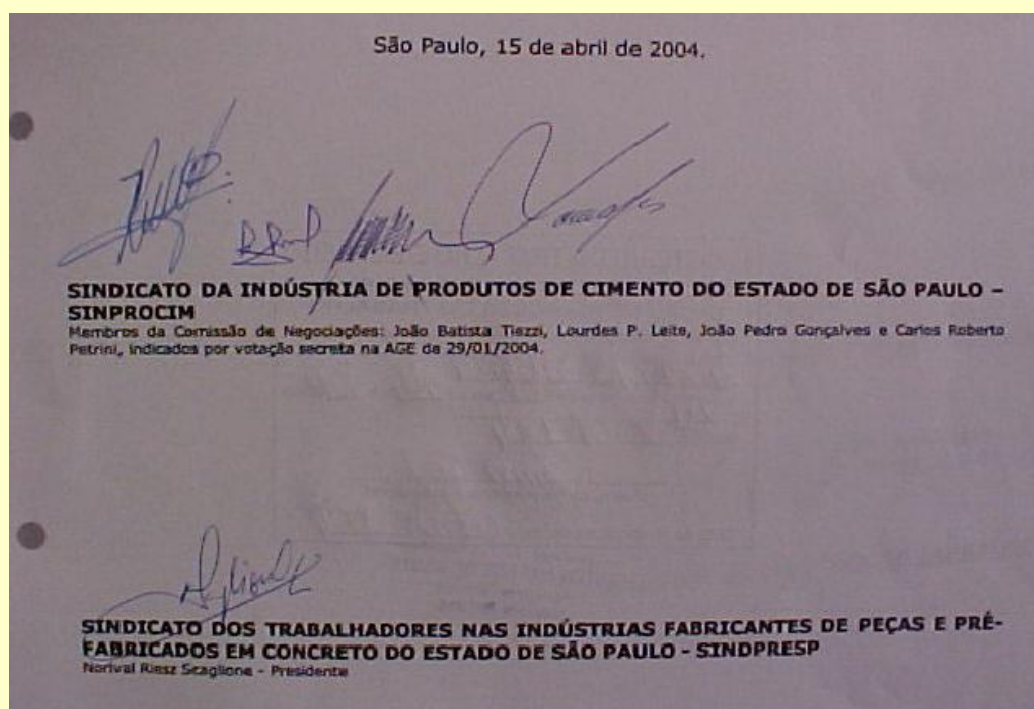 São Paulo, 15 de abril de 2004.
SINDICATO DA INDÚSTRIA DE PRODUTOS DE CIMENTO DO ESTADO DE SÃO PAULO –
SINPROCIM
Membros da Comissão de Negociações: João Batista Tiezzi, Lourdes P. Leite, João Pedro Gonçalves e Carlos Roberto
Petrini, indicados por votação secreta na AGE de 29/01/2004.
SINDICATO DOS TRABALHADORES NAS INDÚSTRIAS FABRICANTES DE PEÇAS E PRÉ-
FABRICADOS EM CONCRETO DO ESTADO DE SÃO PAULO - SINDPRESP
Norival Riesz Scaglione - Presidente